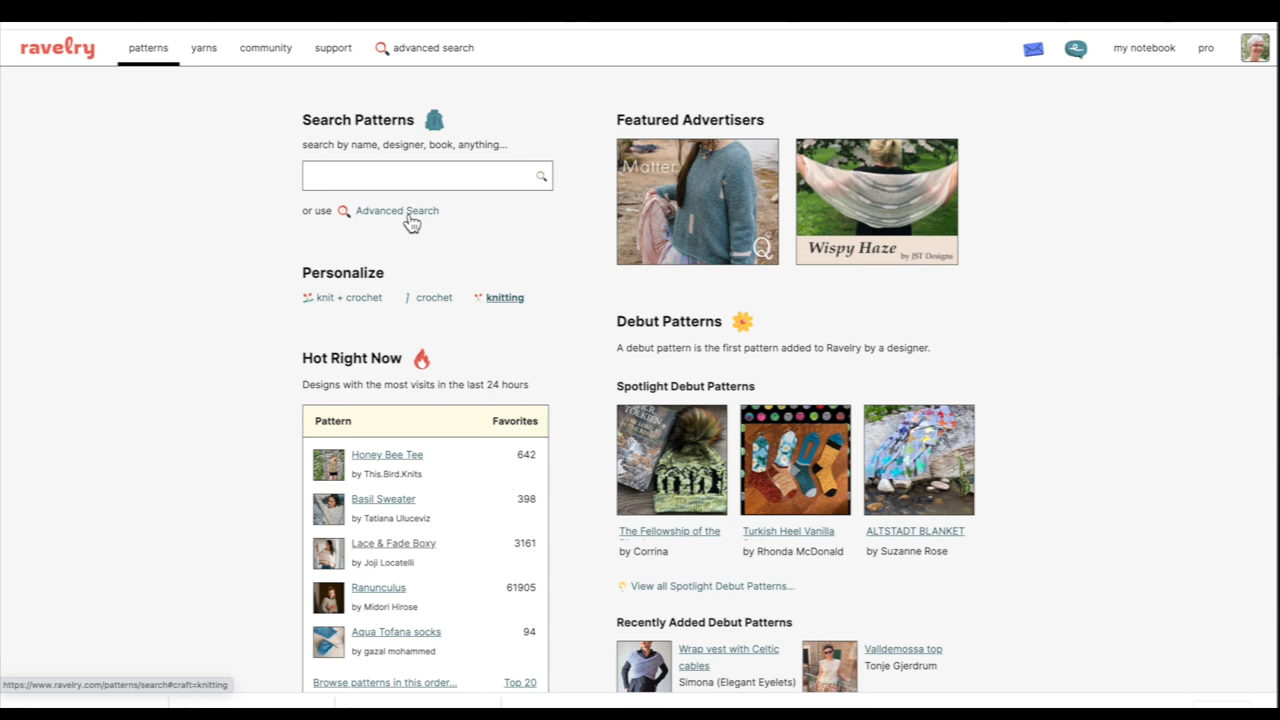 ravelry
patterns
yarns
community
support
advanced search
my notebook
pro
Search Patterns
search by name, designer, book, anything...
or use Advanced Search
Personalize
knit + crochet
crochet
knitting
Hot Right Now
Designs with the most visits in the last 24 hours
Pattern Favorites
Honey Bee Tee 642
by This.Bird.Knits
Basil Sweater 398
by Tatiana Uluceviz
Lace & Fade Boxy 3161
by Joji Locatelli
Ranunculus 61905
by Midori Hirose
Aqua Tofana socks 94
by gazal mohammed
Browse patterns in this order... Top 20
https://www.ravelry.com/patterns/search#craft=knitting
Featured Advertisers
Matter
Q
Wispy Haze
by JST Designs
Debut Patterns
A debut pattern is the first pattern added to Ravelry by a designer.
Spotlight Debut Patterns
TOLKIEN
The Fellowship of the
by Corrina
Turkish Heel Vanilla
by Rhonda McDonald
ALTSTADT BLANKET
by Suzanne Rose
View all Spotlight Debut Patterns...
Recently Added Debut Patterns
Wrap vest with Celtic
cables
Simona (Elegant Eyelets)
Valldemossa top
Tonje Gjerdrum